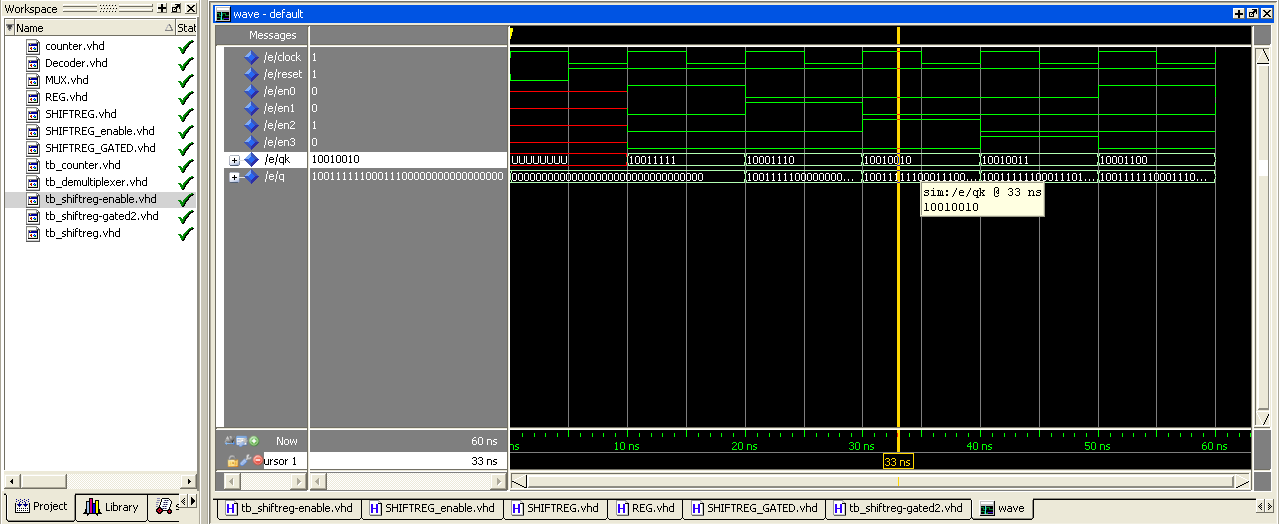 Workspace
wave - default
Name Stat
Messages
counter.vhd
Decoder.vhd
MUX.vhd
REG.vhd
SHIFTREG.vhd
SHIFTREG_enable.vhd
SHIFTREG_GATED.vhd
tb_counter.vhd
tb_demultiplexer.vhd
tb_shiftreg-enable.vhd
tb_shiftreg-gated2.vhd
tb_shiftreg.vhd
/e/clock 1
/e/reset 1
/e/en0 0
/e/en1 0
/e/en2 1
/e/en3 0
/e/qk 10010010 UUUUUUUU 10011111 10001110 10010010 10010011 10001100
/e/q 10011111100011100000000000000000 00000000000000000000000000000000 1001111100000000... 10011111100011100... 1001111110001110 1... 1001111110001110...
sim:/e/qk @ 33 ns
10010010
Now 60 ns ns 10 ns 20 ns 30 ns 40 ns 50 ns 60 ns
ursor 1 33 ns 33 ns
Project Library s
tb_shiftreg-enable.vhd SHIFTREG_enable.vhd SHIFTREG.vhd REG.vhd SHIFTREG_GATED.vhd tb_shiftreg-gated2.vhd wave